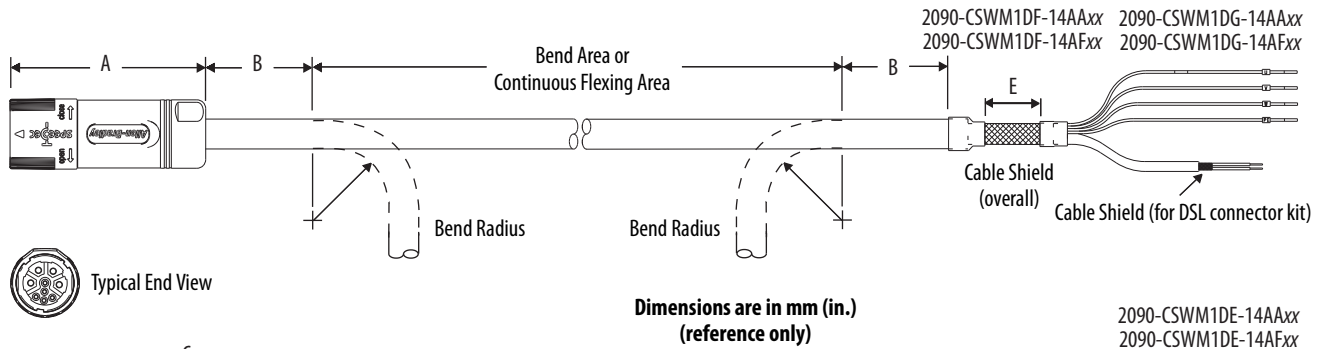 2090-CSWM1DF-14AAxx 2090-CSWM1DG-14AAxx
2090-CSWM1DF-14AFxx 2090-CSWM1DG-14AFxx
A
B
Bend Area or
Continuous Flexing Area
B
E
Allen-Bradley
Cable Shield
(overall)
Cable Shield (for DSL connector kit)
Bend Radius
Bend Radius
Typical End View
Dimensions are in mm (in.)
(reference only)
2090-CSWM1DE-14AAxx
2090-CSWM1DE-14AFxx